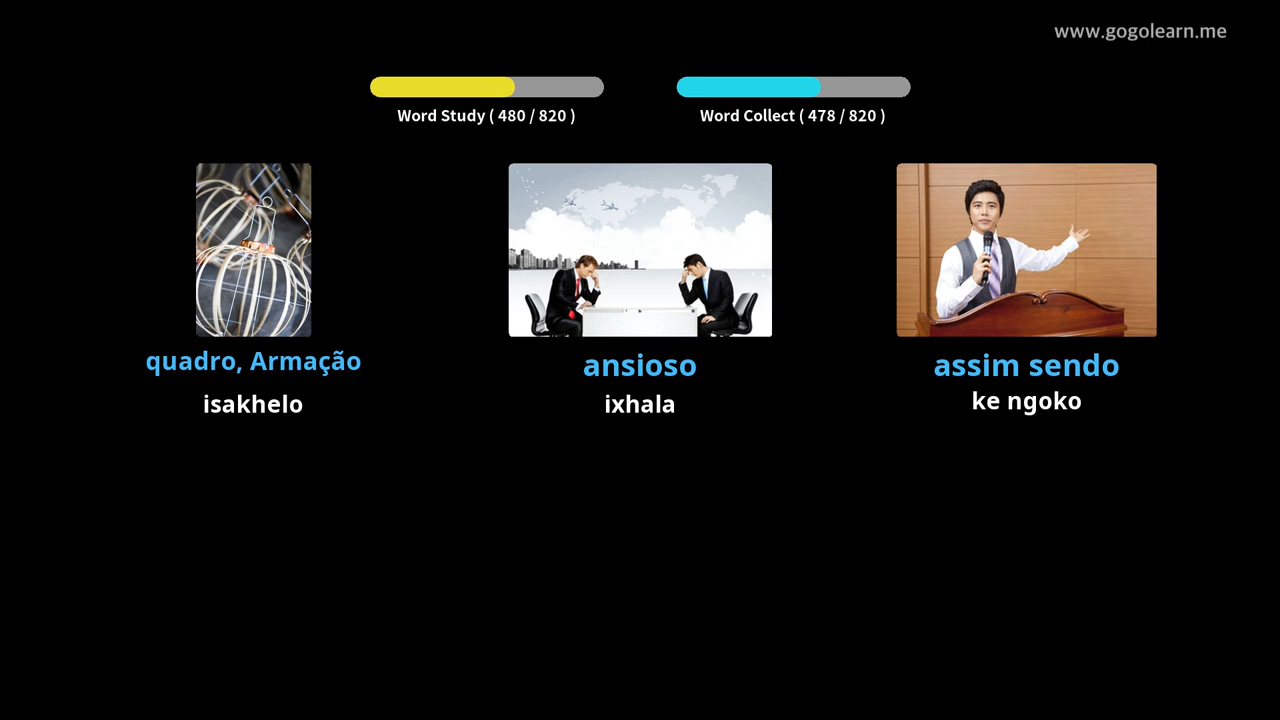 www.gogolearn.me
Word Study ( 480 / 820 )
Word Collect ( 478 / 820 )
quadro, Armação
isakhelo
ansioso
ixhala
assim sendo
ke ngoko